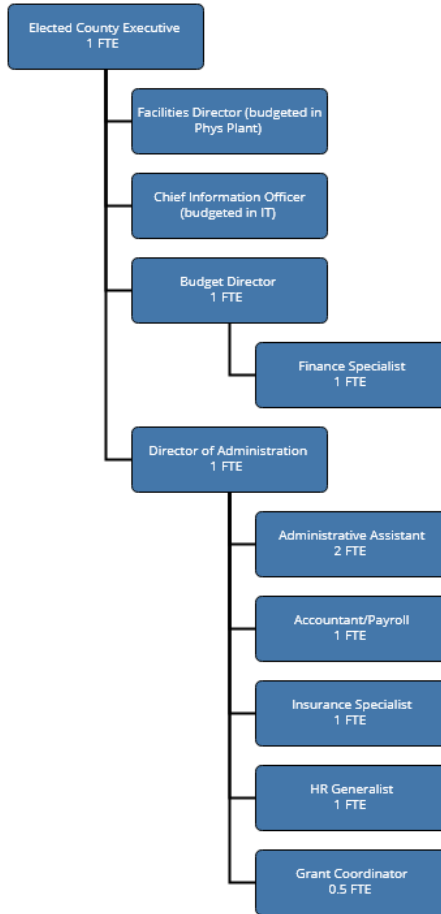 Elected County Executive
1 FTE
Facilities Director (budgeted in
Phys Plant)
Chief Information Officer
(budgeted in IT)
Budget Director
1 FTE
Finance Specialist
1 FTE
Director of Administration
1 FTE
Administrative Assistant
2 FTE
Accountant/Payroll
1 FTE
Insurance Specialist
1 FTE
HR Generalist
1 FTE
Grant Coordinator
0.5 FTE